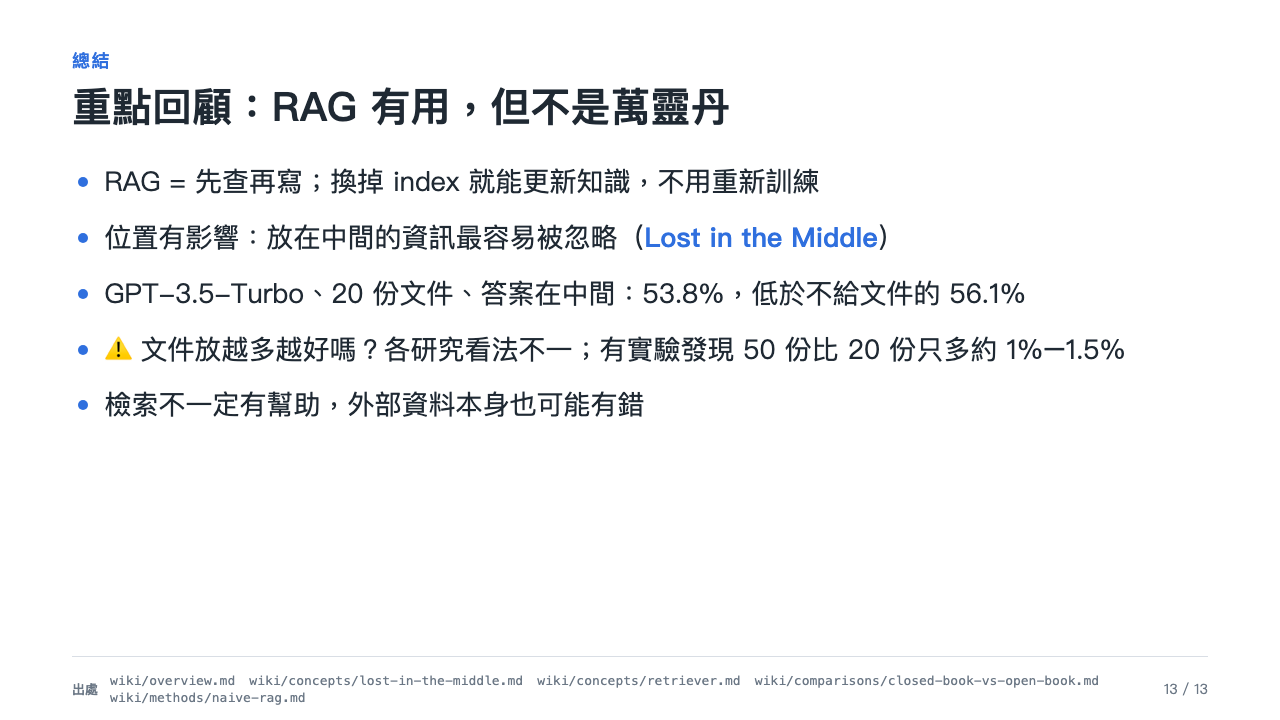 總結
重點回顧：RAG 有用，但不是萬靈丹
• RAG = 先查再寫；換掉 index 就能更新知識，不用重新訓練
• 位置有影響：放在中間的資訊最容易被忽略（Lost in the Middle）
• GPT-3.5-Turbo、20 份文件、答案在中間：53.8%，低於不給文件的 56.1%
• ⚠️ 文件放越多越好嗎？各研究看法不一；有實驗發現 50 份比 20 份只多約 1%–1.5%
• 檢索不一定有幫助，外部資料本身也可能有錯
出處 wiki/overview.md wiki/concepts/lost-in-the-middle.md wiki/concepts/retriever.md wiki/comparisons/closed-book-vs-open-book.md
wiki/methods/naive-rag.md
13 / 13